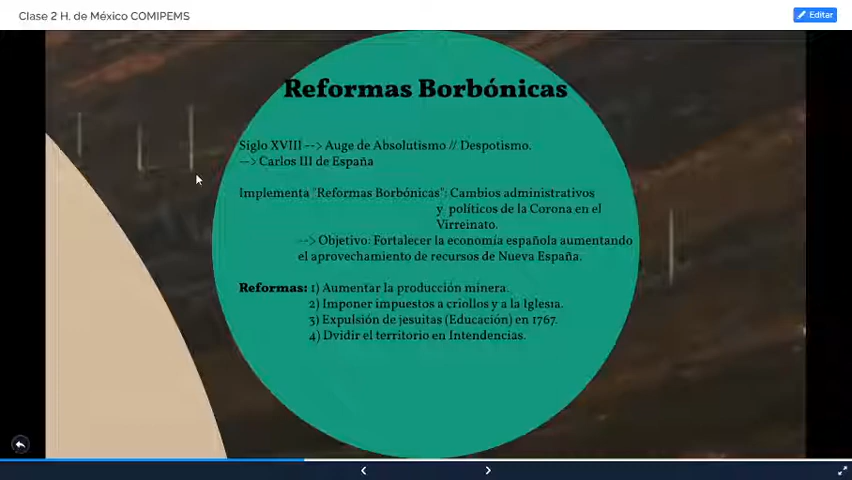 Clase 2 H. de México COMIPEMS
Editar
Reformas Borbónicas
Siglo XVIII --> Auge de Absolutismo // Despotismo.
--> Carlos III de España
Implementa "Reformas Borbónicas": Cambios administrativos
y políticos de la Corona en el
Virreinato.
--> Objetivo: Fortalecer la economía española aumentando
el aprovechamiento de recursos de Nueva España.
Reformas: 1) Aumentar la producción minera.
2) Imponer impuestos a criollos y a la Iglesia.
3) Expulsión de jesuitas (Educación) en 1767.
4) Dvidir el territorio en Intendencias.